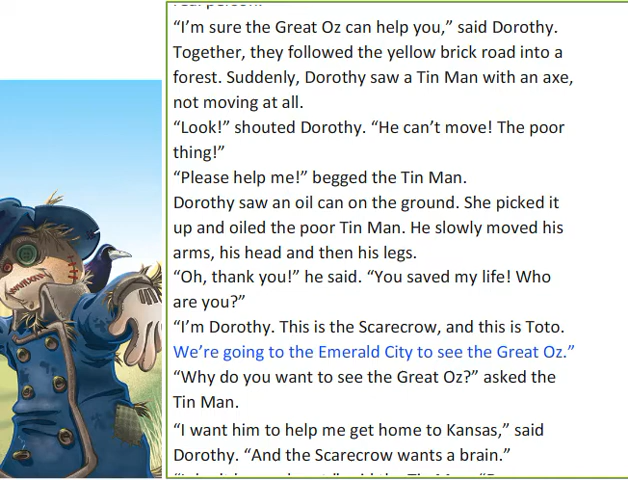 “I’m sure the Great Oz can help you,” said Dorothy.
Together, they followed the yellow brick road into a
forest. Suddenly, Dorothy saw a Tin Man with an axe,
not moving at all.
“Look!” shouted Dorothy. “He can’t move! The poor
thing!”
“Please help me!” begged the Tin Man.
Dorothy saw an oil can on the ground. She picked it
up and oiled the poor Tin Man. He slowly moved his
arms, his head and then his legs.
“Oh, thank you!” he said. “You saved my life! Who
are you?”
“I’m Dorothy. This is the Scarecrow, and this is Toto.
We’re going to the Emerald City to see the Great Oz.”
“Why do you want to see the Great Oz?” asked the
Tin Man.
“I want him to help me get home to Kansas,” said
Dorothy. “And the Scarecrow wants a brain.”